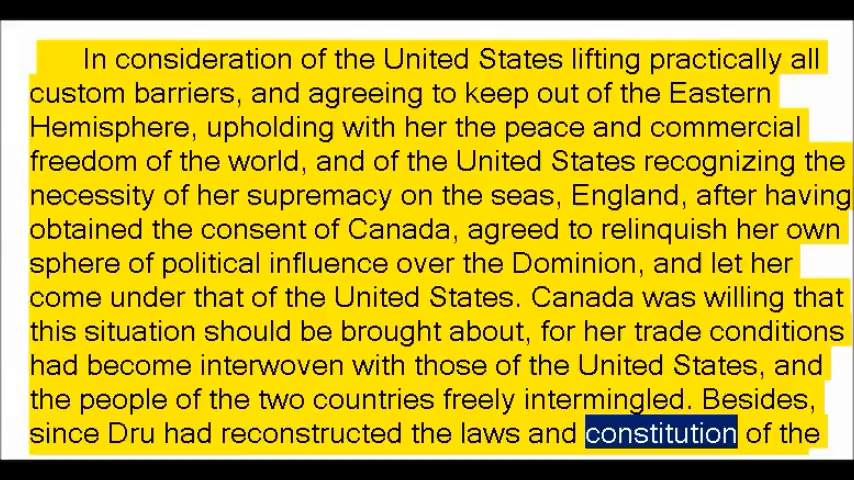 In consideration of the United States lifting practically all
custom barriers, and agreeing to keep out of the Eastern
Hemisphere, upholding with her the peace and commercial
freedom of the world, and of the United States recognizing the
necessity of her supremacy on the seas, England, after having
obtained the consent of Canada, agreed to relinquish her own
sphere of political influence over the Dominion, and let her
come under that of the United States. Canada was willing that
this situation should be brought about, for her trade conditions
had become interwoven with those of the United States, and
the people of the two countries freely intermingled. Besides,
since Dru had reconstructed the laws and constitution of the